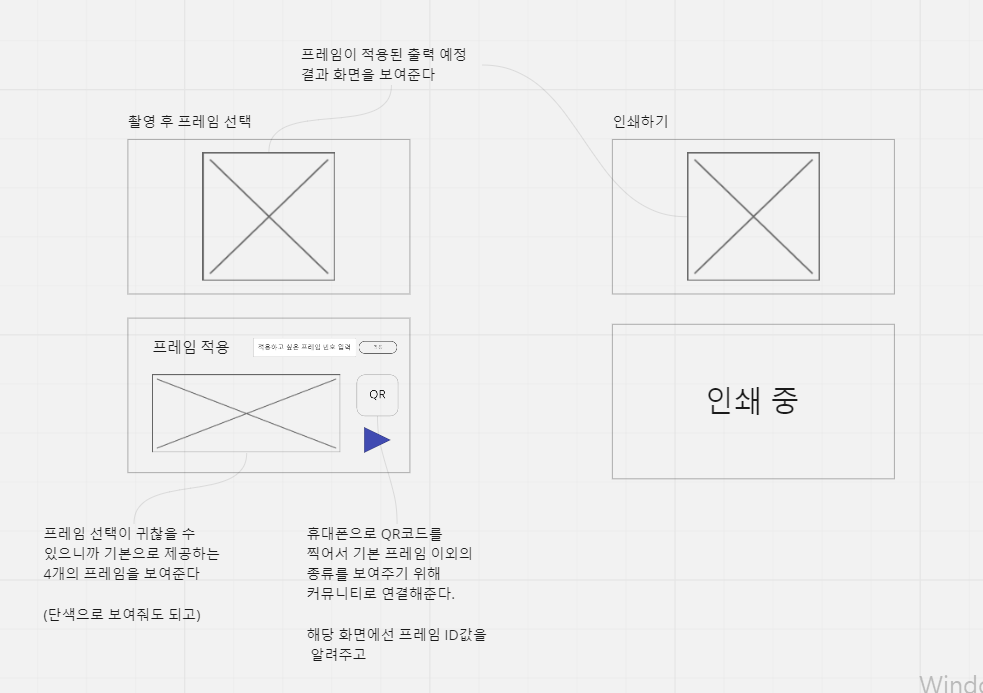 프레임이 적용된 출력 예정
결과 화면을 보여준다
촬영 후 프레임 선택
인쇄하기
프레임 적용
적용하고 싶은 프레임 번호 입력
QR
인쇄 중
프레임 선택이 귀찮을 수
있으니까 기본으로 제공하는
4개의 프레임을 보여준다
(단색으로 보여줘도 되고)
휴대폰으로 QR코드를
찍어서 기본 프레임 이외의
종류를 보여주기 위해
커뮤니티로 연결해준다.
해당 화면에선 프레임 ID값을
알려주고